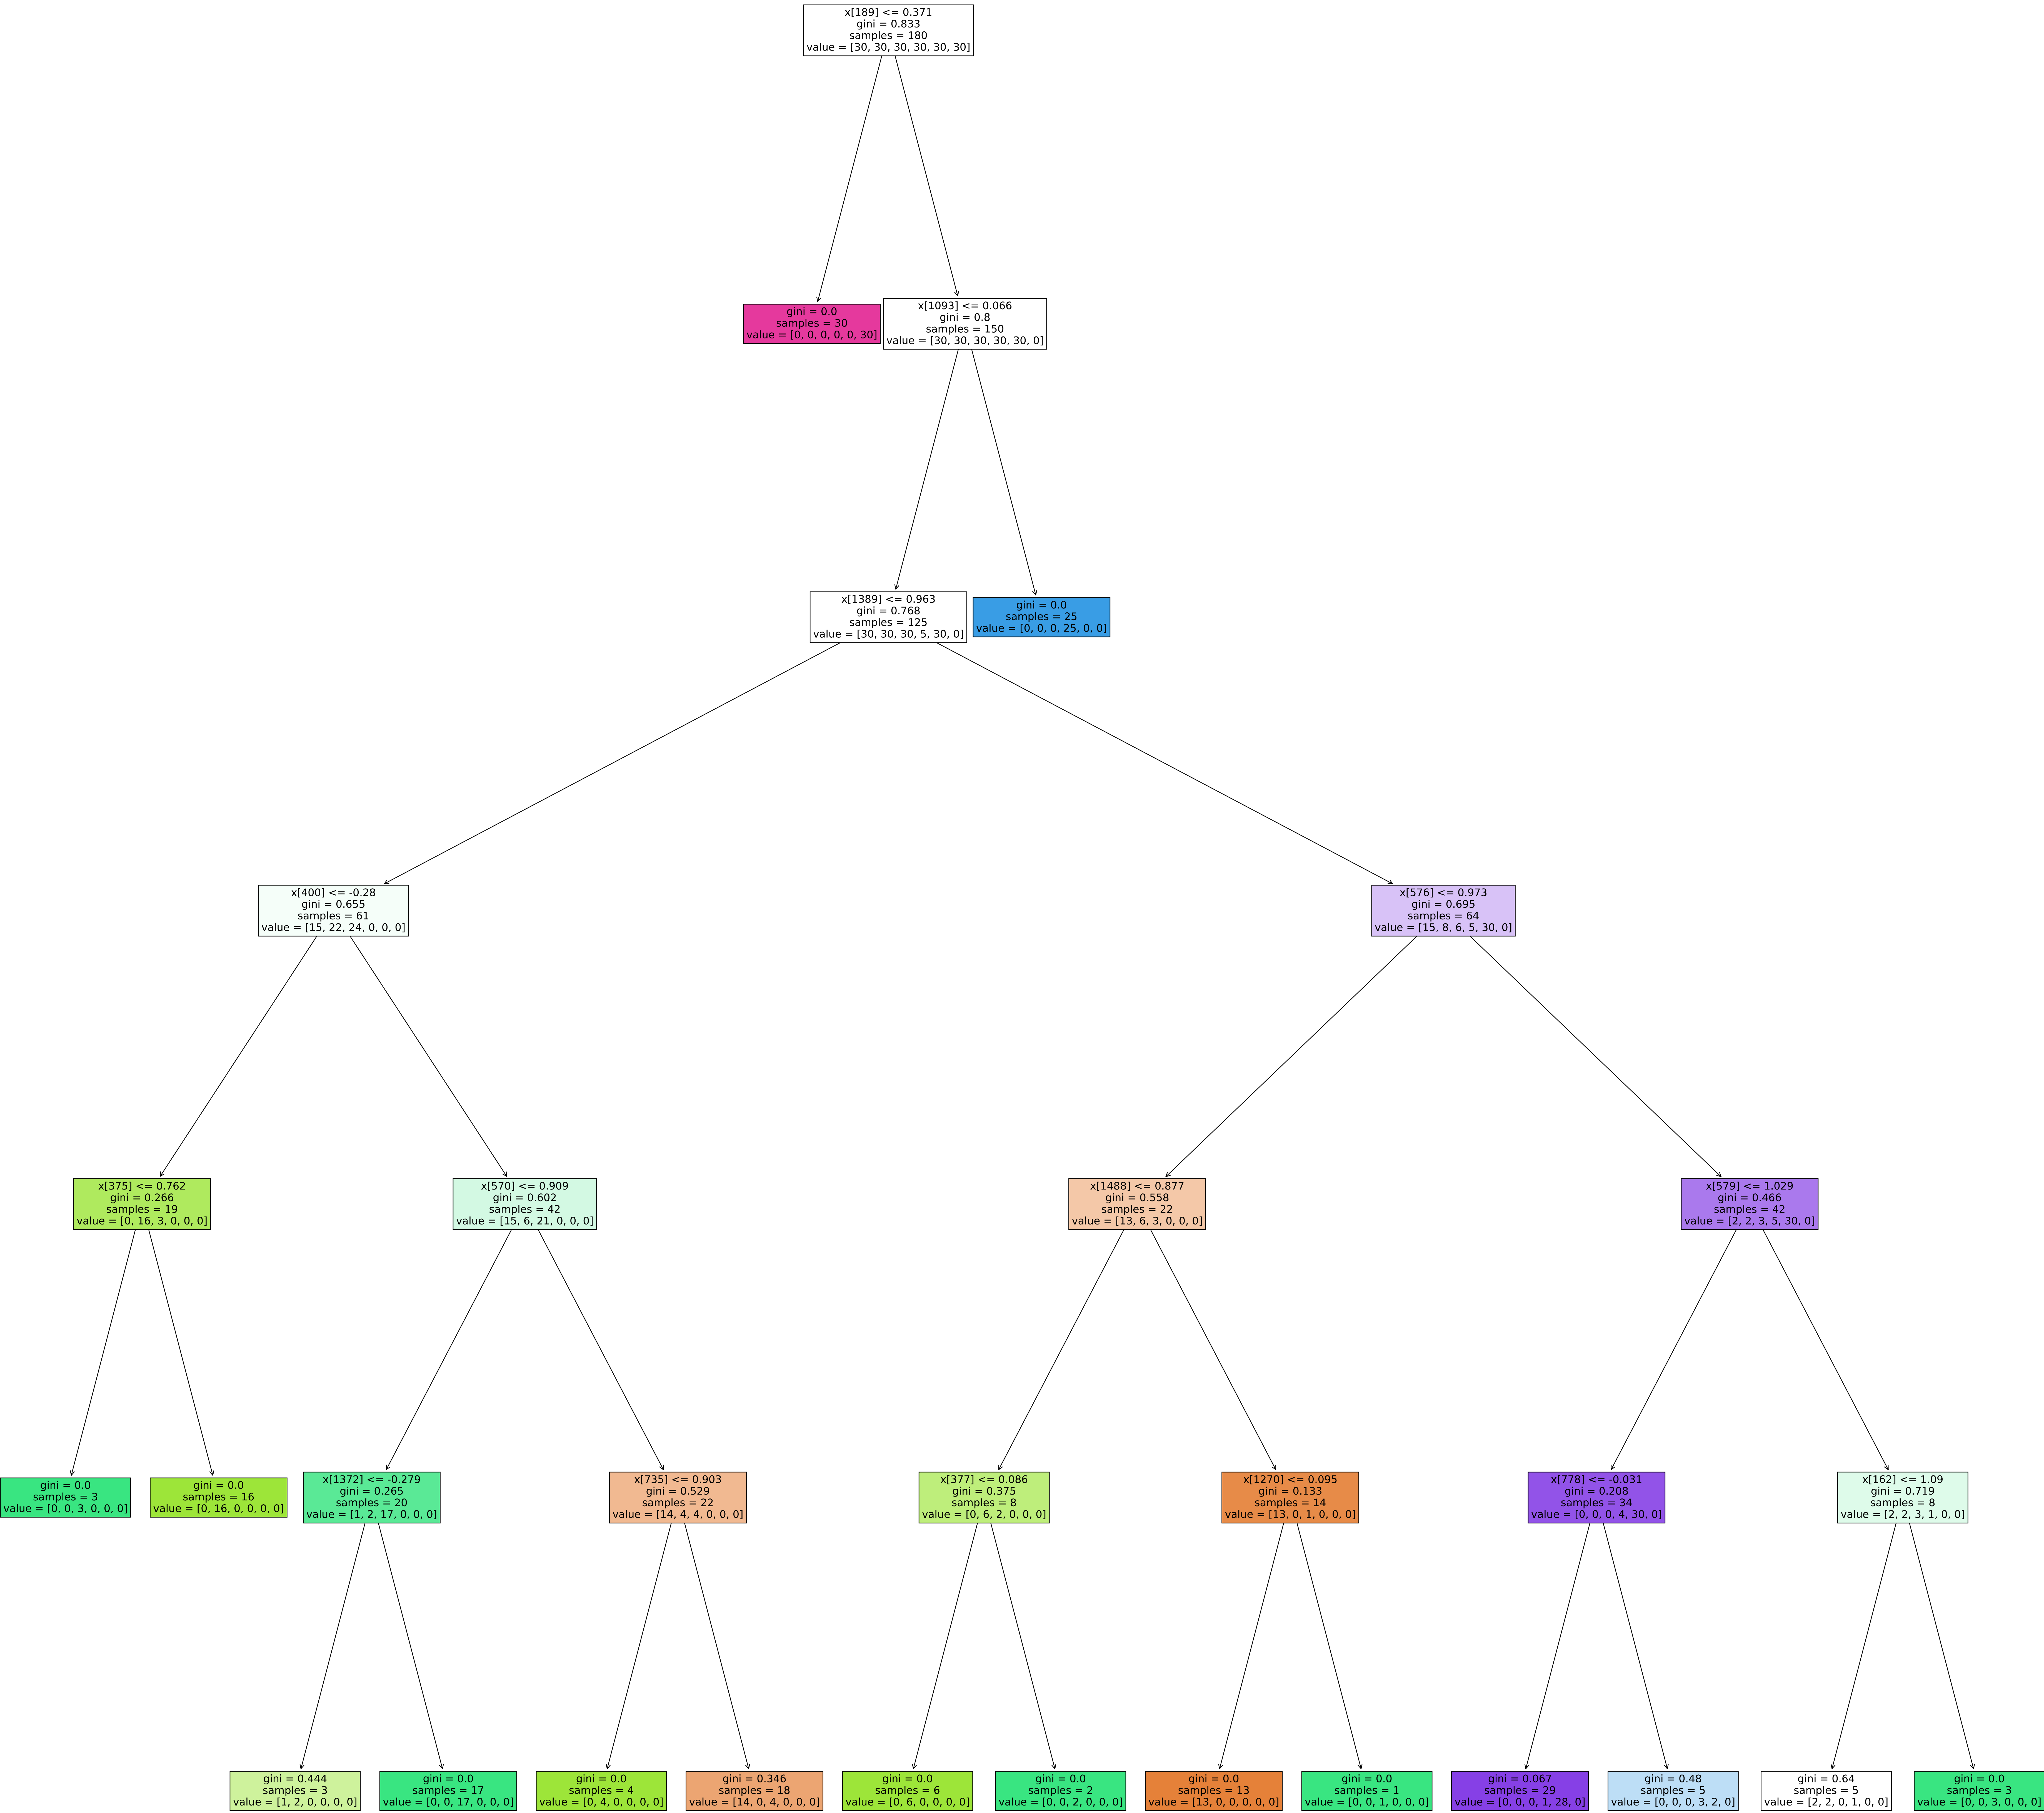 x[189] <= 0.371
gini = 0.833
samples = 180
value = [30, 30, 30, 30, 30, 30]
gini = 0.0
samples = 30
value = [0, 0, 0, 0, 0, 30]
x[1093] <= 0.066
gini = 0.8
samples = 150
value = [30, 30, 30, 30, 30, 0]
x[1389] <= 0.963
gini = 0.768
samples = 125
value = [30, 30, 30, 5, 30, 0]
gini = 0.0
samples = 25
value = [0, 0, 0, 25, 0, 0]
x[400] <= -0.28
gini = 0.655
samples = 61
value = [15, 22, 24, 0, 0, 0]
x[576] <= 0.973
gini = 0.695
samples = 64
value = [15, 8, 6, 5, 30, 0]
x[375] <= 0.762
gini = 0.266
samples = 19
value = [0, 16, 3, 0, 0, 0]
x[570] <= 0.909
gini = 0.602
samples = 42
value = [15, 6, 21, 0, 0, 0]
x[1488] <= 0.877
gini = 0.558
samples = 22
value = [13, 6, 3, 0, 0, 0]
x[579] <= 1.029
gini = 0.466
samples = 42
value = [2, 2, 3, 5, 30, 0]
gini = 0.0
samples = 3
value = [0, 0, 3, 0, 0, 0]
gini = 0.0
samples = 16
value = [0, 16, 0, 0, 0, 0]
x[1372] <= -0.279
gini = 0.265
samples = 20
value = [1, 2, 17, 0, 0, 0]
x[735] <= 0.903
gini = 0.529
samples = 22
value = [14, 4, 4, 0, 0, 0]
x[377] <= 0.086
gini = 0.375
samples = 8
value = [0, 6, 2, 0, 0, 0]
x[1270] <= 0.095
gini = 0.133
samples = 14
value = [13, 0, 1, 0, 0, 0]
x[778] <= -0.031
gini = 0.208
samples = 34
value = [0, 0, 0, 4, 30, 0]
x[162] <= 1.09
gini = 0.719
samples = 8
value = [2, 2, 3, 1, 0, 0]
gini = 0.444
samples = 3
value = [1, 2, 0, 0, 0, 0]
gini = 0.0
samples = 17
value = [0, 0, 17, 0, 0, 0]
gini = 0.0
samples = 4
value = [0, 4, 0, 0, 0, 0]
gini = 0.346
samples = 18
value = [14, 0, 4, 0, 0, 0]
gini = 0.0
samples = 6
value = [0, 6, 0, 0, 0, 0]
gini = 0.0
samples = 2
value = [0, 0, 2, 0, 0, 0]
gini = 0.0
samples = 13
value = [13, 0, 0, 0, 0, 0]
gini = 0.0
samples = 1
value = [0, 0, 1, 0, 0, 0]
gini = 0.067
samples = 29
value = [0, 0, 0, 1, 28, 0]
gini = 0.48
samples = 5
value = [0, 0, 0, 3, 2, 0]
gini = 0.64
samples = 5
value = [2, 2, 0, 1, 0, 0]
gini = 0.0
samples = 3
value = [0, 0, 3, 0, 0, 0]